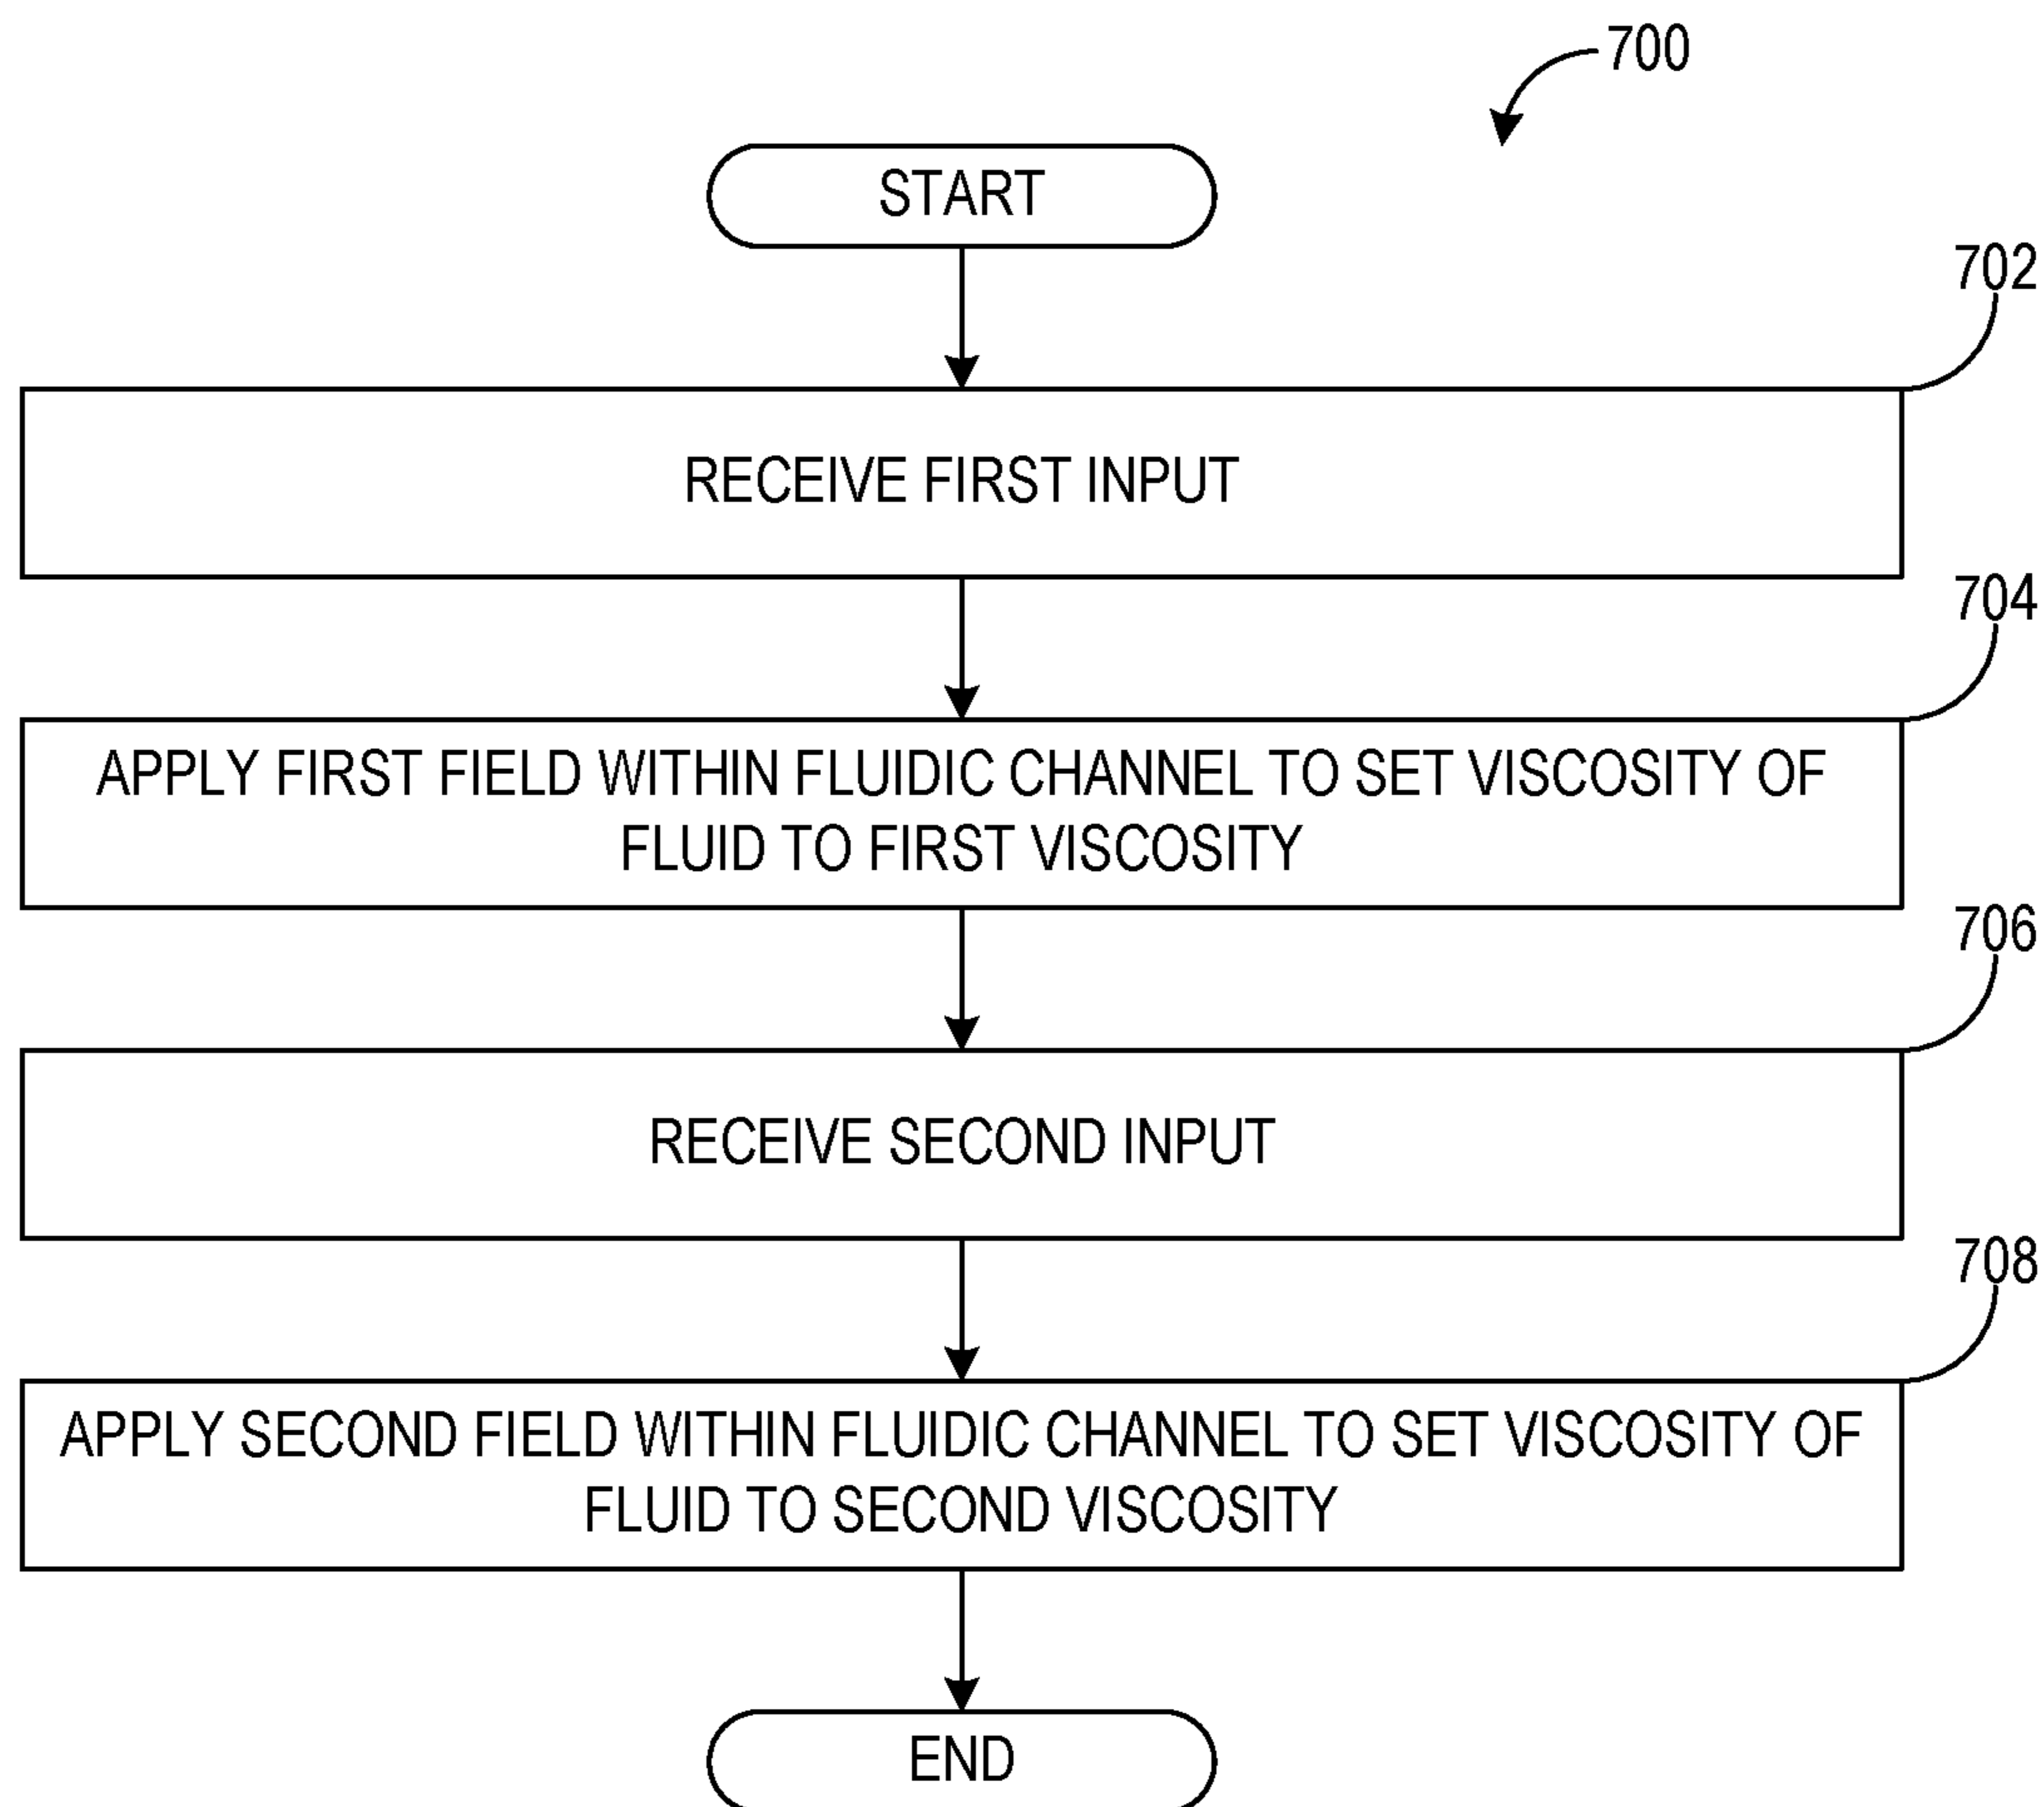 700
START
702
RECEIVE FIRST INPUT
704
APPLY FIRST FIELD WITHIN FLUIDIC CHANNEL TO SET VISCOSITY OF
FLUID TO FIRST VISCOSITY
706
RECEIVE SECOND INPUT
708
APPLY SECOND FIELD WITHIN FLUIDIC CHANNEL TO SET VISCOSITY OF
FLUID TO SECOND VISCOSITY
END